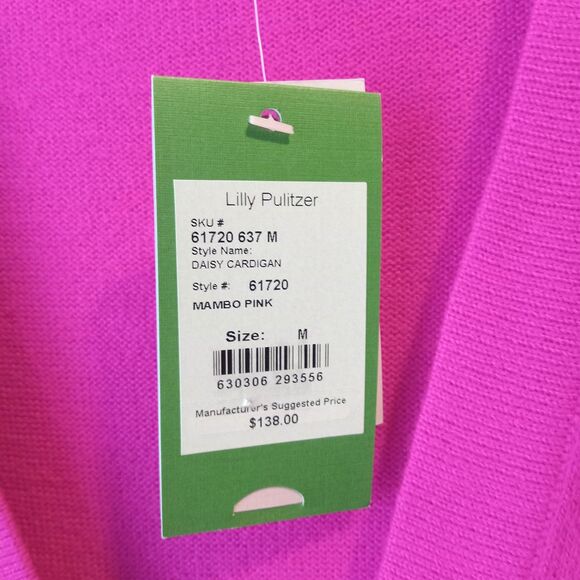 Lilly Pulitzer
SKU #
61720 637 M
Style Name:
DAISY CARDIGAN
Style #: 61720
MAMBO PINK
Size: M
630306 293556
Manufacturer's Suggested Price
$138.00